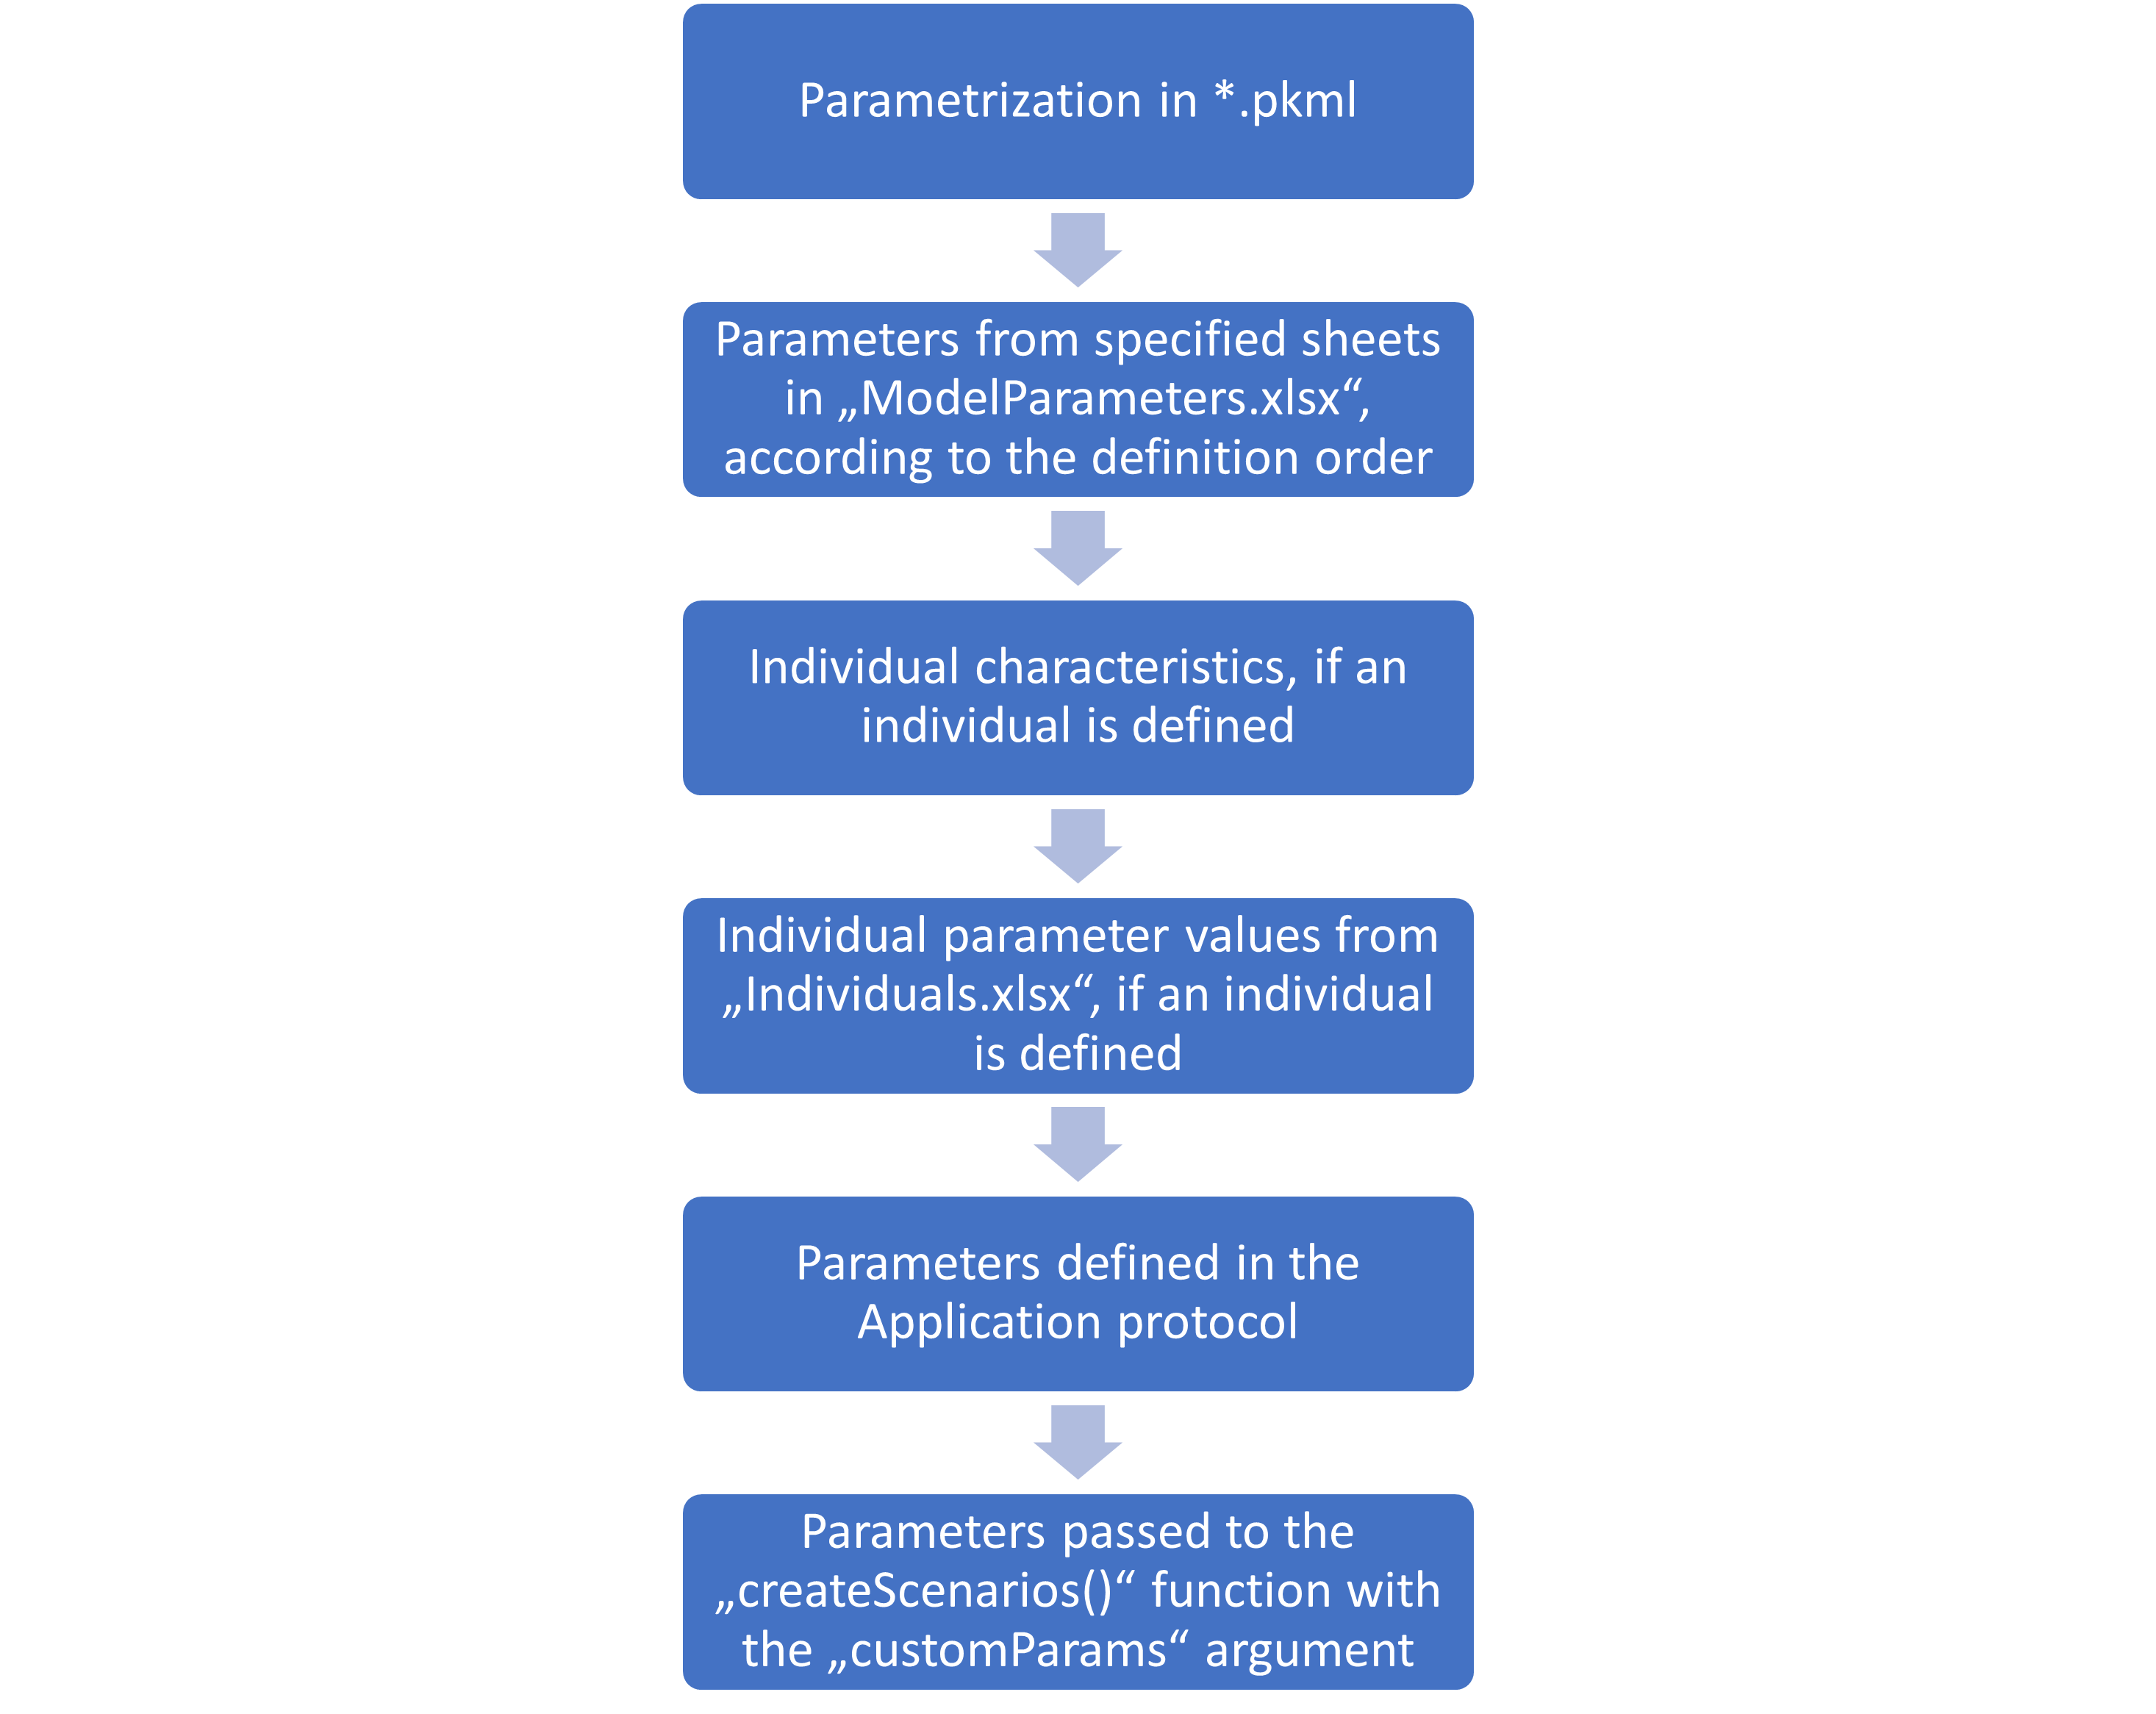 Parametrization in *.pkml
Parameters from specified sheets
in „ModelParameters.xlsx“,
according to the definition order
Individual characteristics, if an
individual is defined
Individual parameter values from
„Individuals.xlsx“, if an individual
is defined
Parameters defined in the
Application protocol
Parameters passed to the
„createScenarios()“ function with
the „customParams“ argument